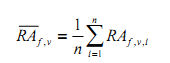 $\overline{RA}_{f,v} = \frac{1}{n} \sum_{i=1}^{n} RA_{f,v,i}$